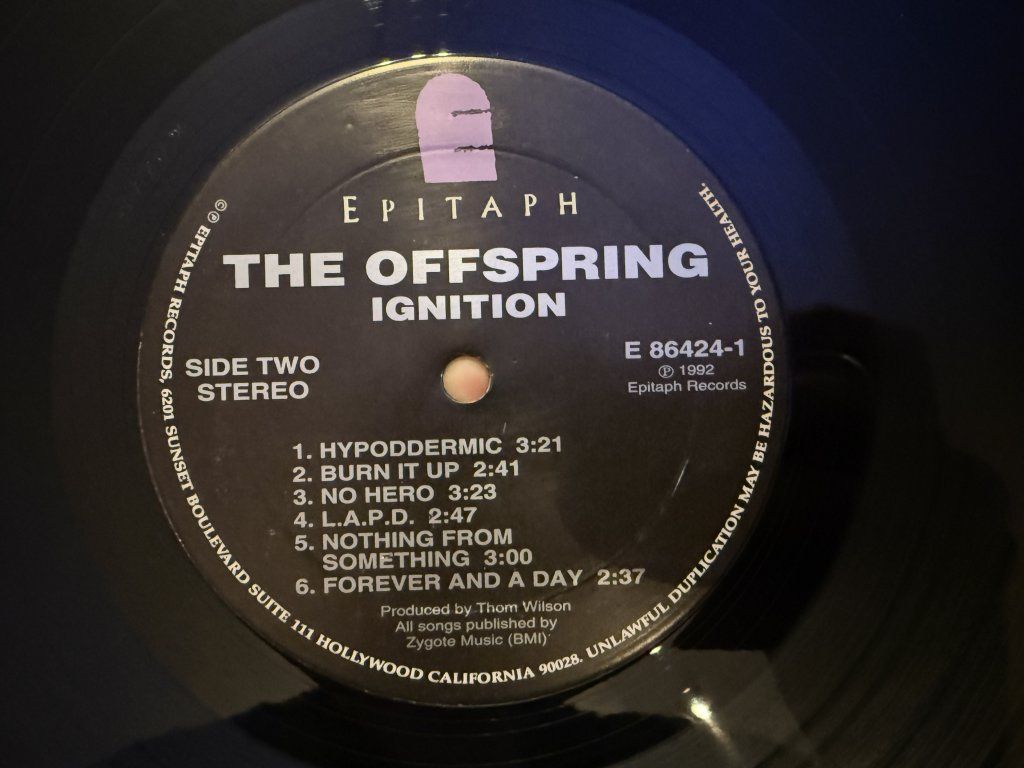 EPITAPH
THE OFFSPRING
IGNITION
SIDE TWO
STEREO
E 86424-1
℗ 1992
Epitaph Records
1. HYPODDERMIC 3:21
2. BURN IT UP 2:41
3. NO HERO 3:23
4. L.A.P.D. 2:47
5. NOTHING FROM
SOMETHING 3:00
6. FOREVER AND A DAY 2:37
Produced by Thom Wilson
All songs published by
Zygote Music (BMI)
©℗ EPITAPH RECORDS, 6201 SUNSET BOULEVARD SUITE 111 HOLLYWOOD CALIFORNIA 90028. UNLAWFUL DUPLICATION MAY BE HAZARDOUS TO YOUR HEALTH.